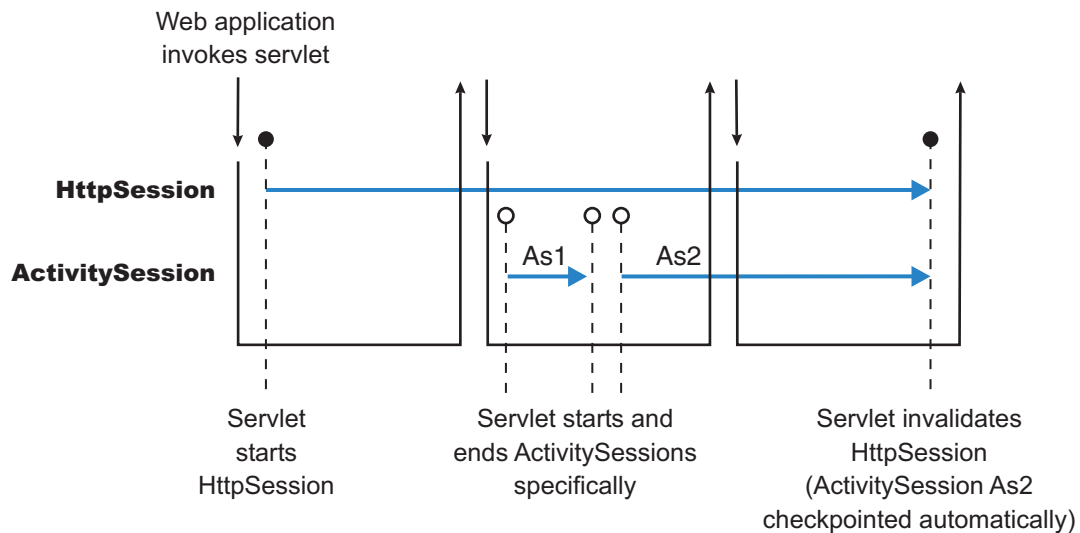 Web application
invokes servlet
HttpSession
ActivitySession
As1
As2
Servlet
starts
HttpSession
Servlet starts and
ends ActivitySessions
specifically
Servlet invalidates
HttpSession
(ActivitySession As2
checkpointed automatically)